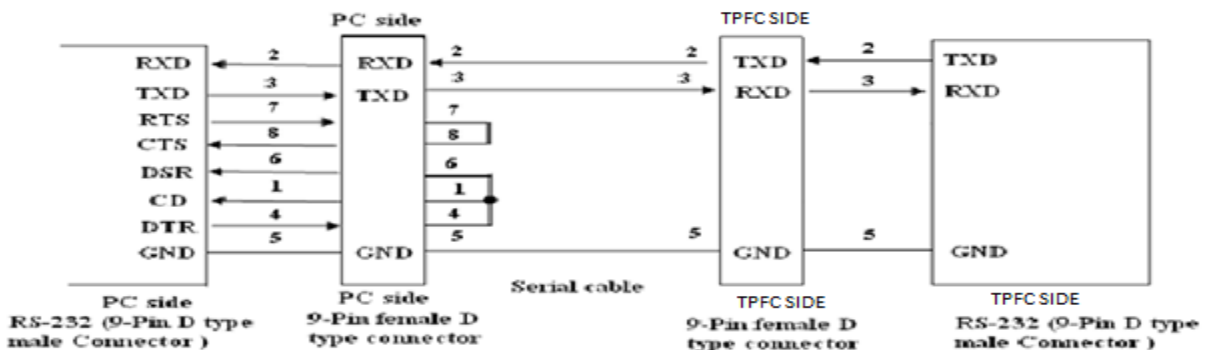 PC side
TPFC SIDE
RXD 2 RXD 2 2 TXD 2 TXD
TXD 3 TXD 3 3 RXD 3 RXD
RTS 7 7
CTS 8 8
DSR 6 6
CD 1 1
DTR 4 4
GND 5 GND 5 5 GND 5 GND
Serial cable
PC side
RS-232 (9-Pin D type
male Connector )
PC side
9-Pin female D
type connector
TPFC SIDE
9-Pin female D
type connector
TPFC SIDE
RS-232 (9-Pin D type
male Connector )